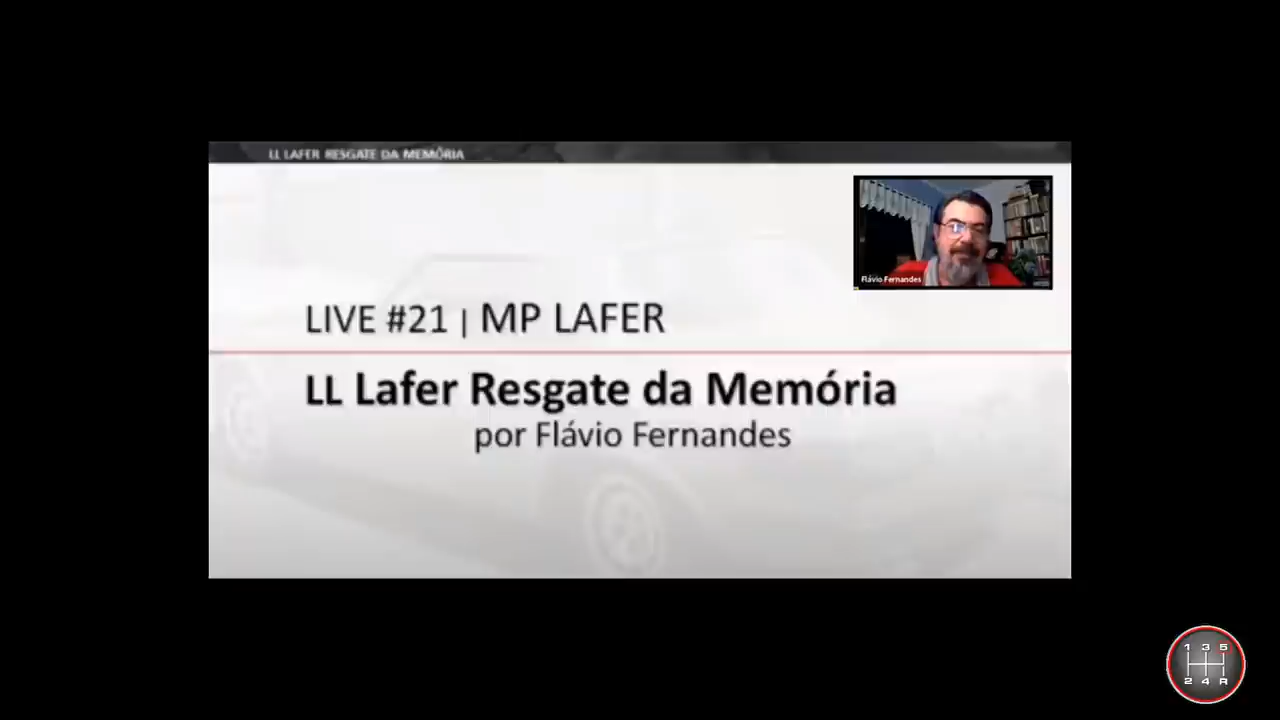 LL LAFER RESGATE DA MEMÓRIA
Flávio Fernandes
LIVE #21 | MP LAFER
LL Lafer Resgate da Memória
por Flávio Fernandes
1 3 5
2 4 R